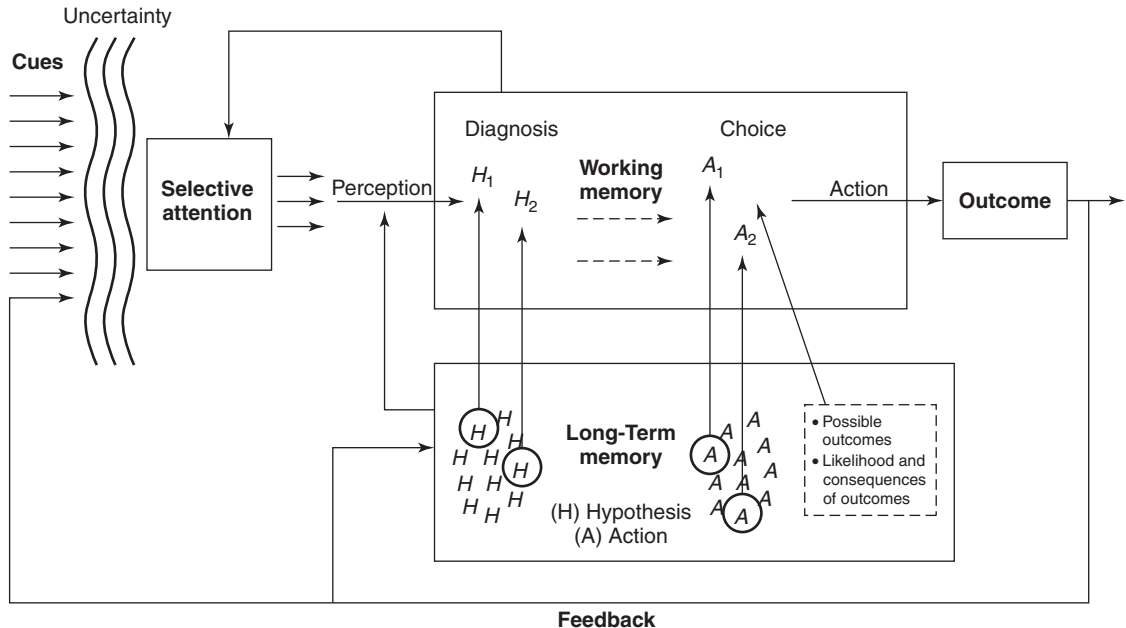 Uncertainty
Cues
Diagnosis
Choice
Selective
attention
Perception
H1
H2
Working
memory
A1
A2
Action
Outcome
H
H
H
H
H
H
H
H
H
H
H
Long-Term
memory
(H) Hypothesis
(A) Action
A
A
A
A
A
A
A
A
A
A
A
• Possible
outcomes
• Likelihood and
consequences
of outcomes
Feedback